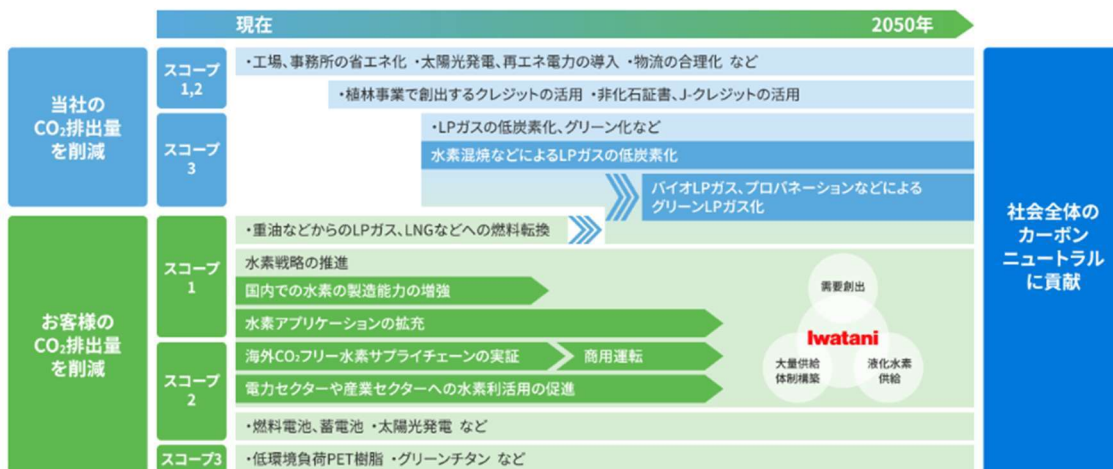 現在
2050年
当社の
CO₂排出量
を削減
スコープ
1,2
・工場、事務所の省エネ化 ・太陽光発電、再エネ電力の導入 ・物流の合理化 など
・植林事業で創出するクレジットの活用 ・非化石証書、J-クレジットの活用
スコープ
3
・LPガスの低炭素化、グリーン化など
水素混焼などによるLPガスの低炭素化
バイオLPガス、プロパネーションなどによる
グリーンLPガス化
お客様の
CO₂排出量
を削減
スコープ
1
・重油などからのLPガス、LNGなどへの燃料転換
水素戦略の推進
国内での水素の製造能力の増強
水素アプリケーションの拡充
スコープ
2
海外CO₂フリー水素サプライチェーンの実証
商用運転
電力セクターや産業セクターへの水素利活用の促進
需要創出
Iwatani
大量供給
体制構築
液化水素
供給
・燃料電池、蓄電池 ・太陽光発電 など
スコープ3
・低環境負荷PET樹脂 ・グリーンチタン など
社会全体の
カーボン
ニュートラル
に貢献